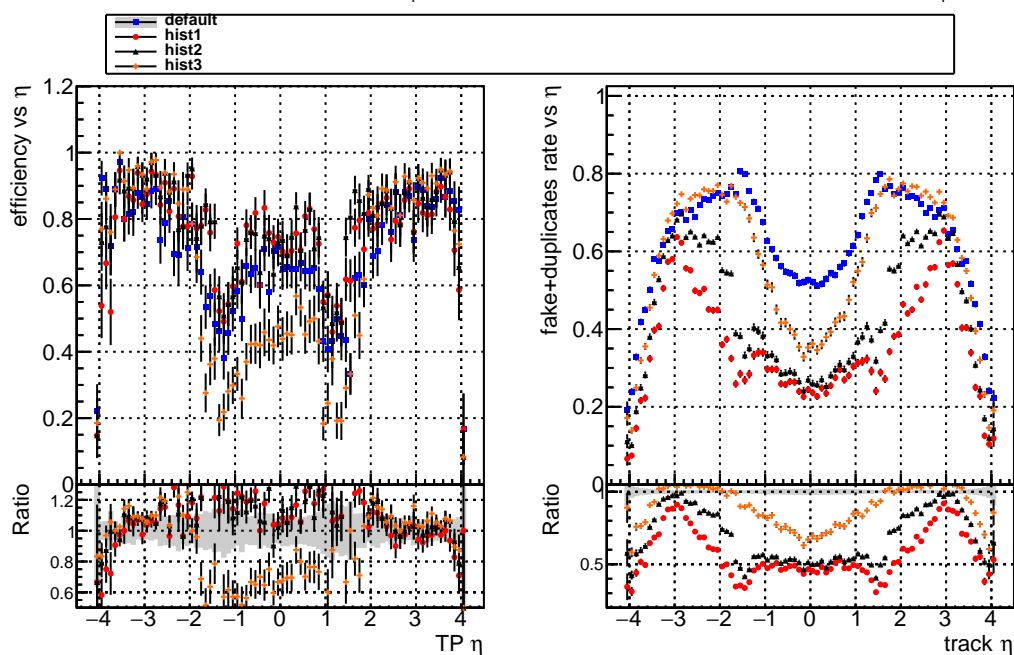 default
hist1
hist2
hist3
efficiency vs η
1.2
1
0.8
0.6
0.4
0.2
0
Ratio
1.2
1
0.8
0.6
−4 −3 −2 −1 0 1 2 3 4
TP η
fake+duplicates rate vs η
1
0.8
0.6
0.4
0.2
0
Ratio
0.5
−4 −3 −2 −1 0 1 2 3 4
track η